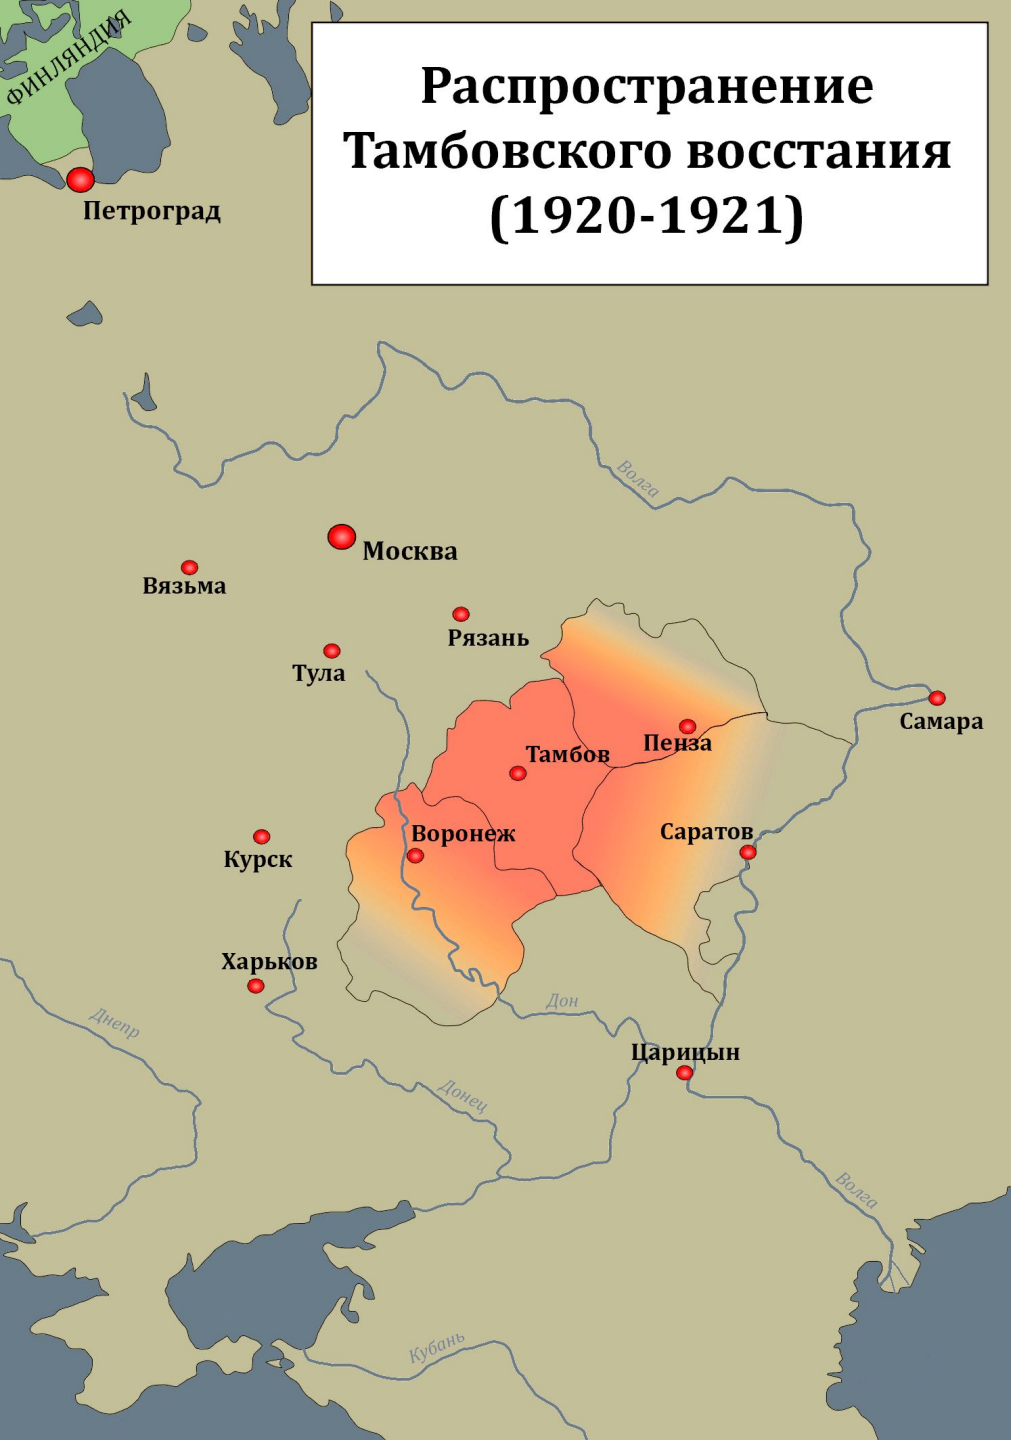 ФИНЛЯНДИЯ
Распространение
Тамбовского восстания
(1920-1921)
Петроград
Волга
Москва
Вязьма
Рязань
Тула
Самара
Пенза
Тамбов
Саратов
Воронеж
Курск
Харьков
Дон
Днепр
Царицын
Донец
Волга
Кубань